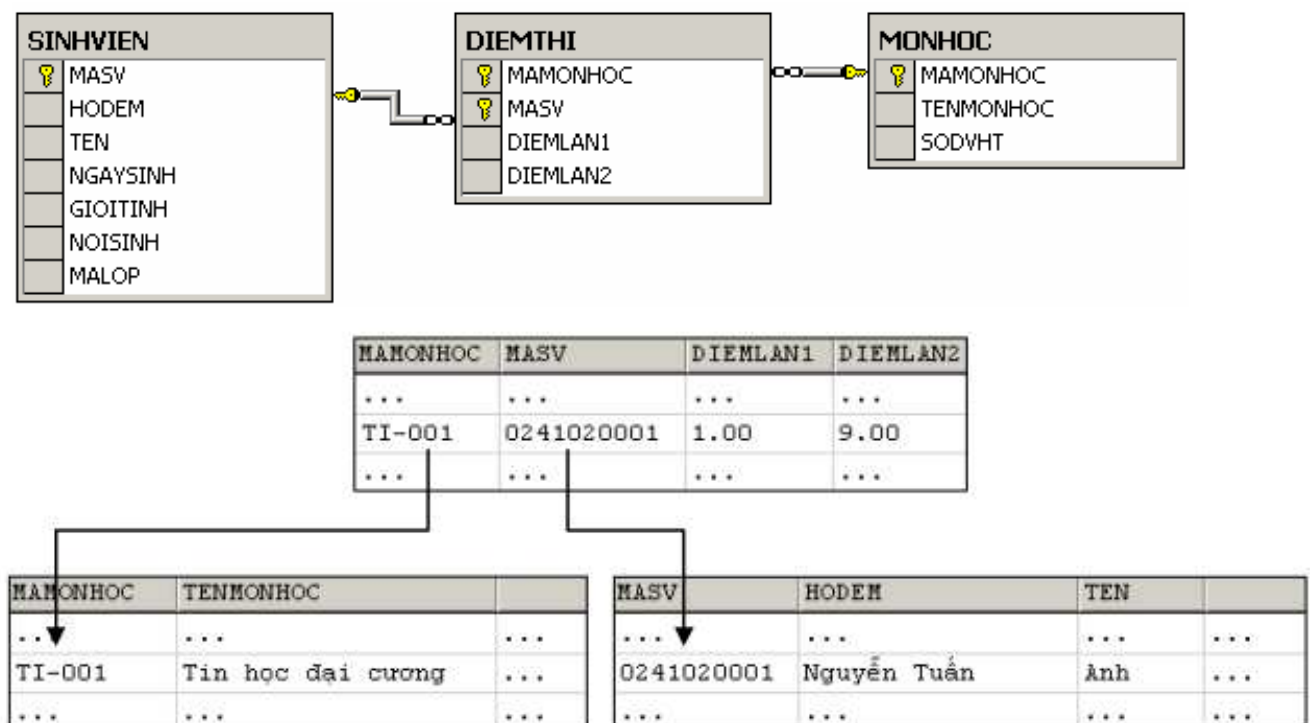 SINHVIEN
MASV
HODEM
TEN
NGAYSINH
GIOITINH
NOISINH
MALOP
DIEMTHI
MAMONHOC
MASV
DIEMLAN1
DIEMLAN2
MONHOC
MAMONHOC
TENMONHOC
SODVHT
MAMONHOC MASV DIEMLAN1 DIEMLAN2
... ... ... ...
TI-001 0241020001 1.00 9.00
... ... ... ...
MAMONHOC TENMONHOC
... ... ...
TI-001 Tin học đại cương ...
... ... ...
MASV HODEM TEN
... ... ... ...
0241020001 Nguyễn Tuấn Anh ...
... ... ... ...